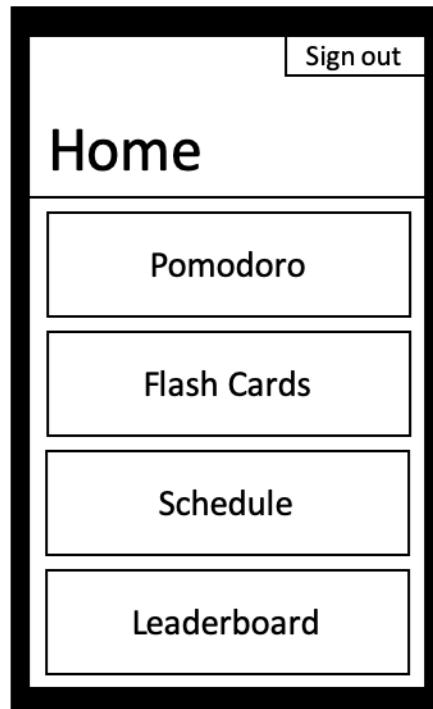 Sign out
Home
Pomodoro
Flash Cards
Schedule
Leaderboard